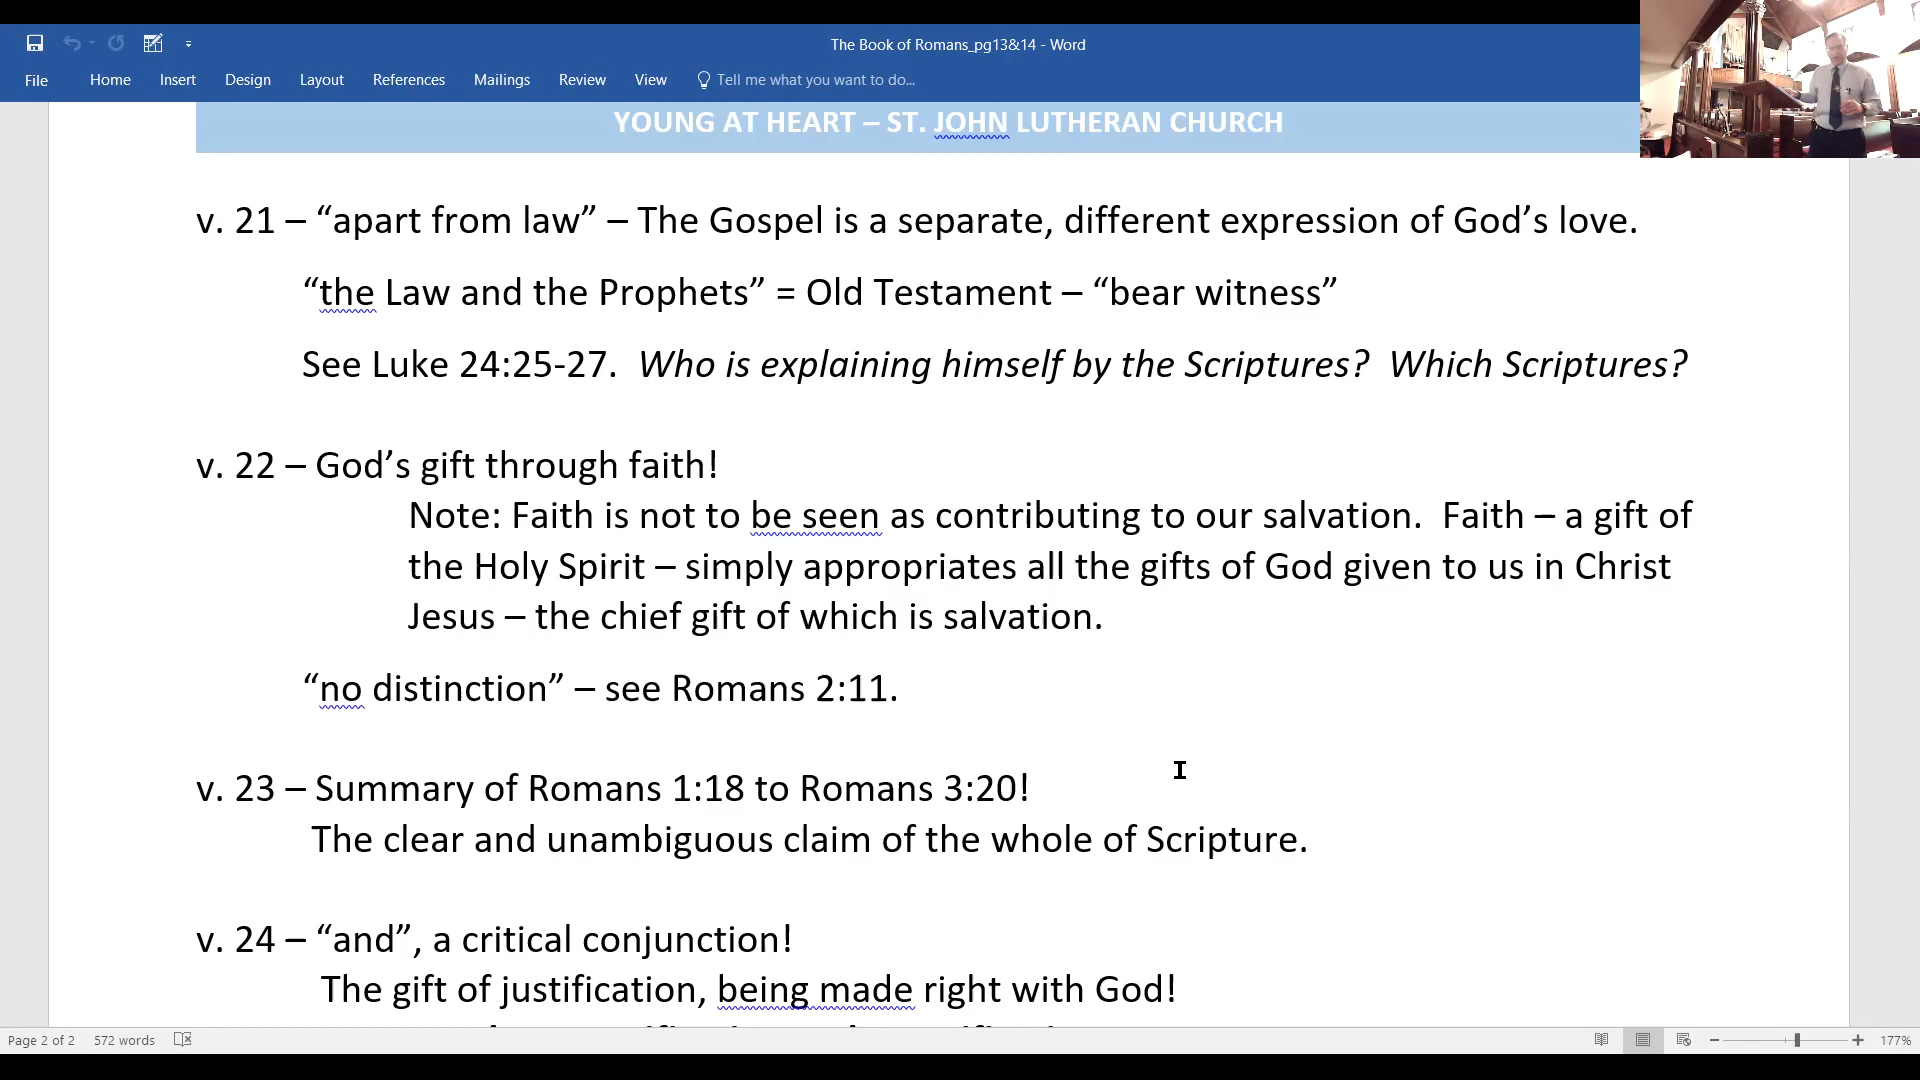 The Book of Romans_pg13&14 - Word
File Home Insert Design Layout References Mailings Review View Tell me what you want to do...
YOUNG AT HEART – ST. JOHN LUTHERAN CHURCH
v. 21 – “apart from law” – The Gospel is a separate, different expression of God’s love.
“the Law and the Prophets” = Old Testament – “bear witness”
See Luke 24:25-27.  Who is explaining himself by the Scriptures?  Which Scriptures?
v. 22 – God’s gift through faith!
Note: Faith is not to be seen as contributing to our salvation.  Faith – a gift of
the Holy Spirit – simply appropriates all the gifts of God given to us in Christ
Jesus – the chief gift of which is salvation.
“no distinction” – see Romans 2:11.
v. 23 – Summary of Romans 1:18 to Romans 3:20!
The clear and unambiguous claim of the whole of Scripture.
v. 24 – “and”, a critical conjunction!
The gift of justification, being made right with God!
Page 2 of 2 572 words 177%